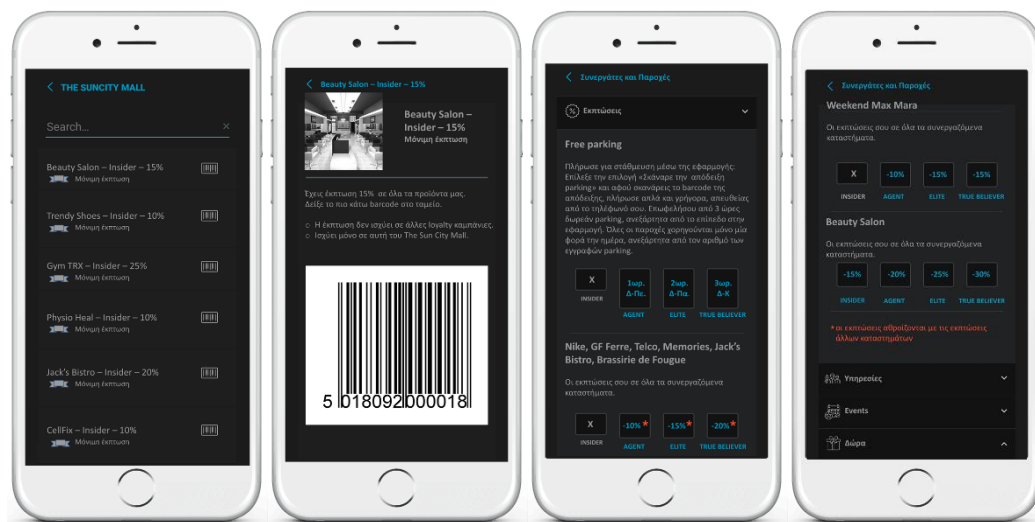 THE SUNCITY MALL
Search...
Beauty Salon – Insider – 15%
Μόνιμη έκπτωση
Trendy Shoes – Insider – 10%
Μόνιμη έκπτωση
Gym TRX – Insider – 25%
Μόνιμη έκπτωση
Physio Heal – Insider – 10%
Μόνιμη έκπτωση
Jack's Bistro – Insider – 20%
Μόνιμη έκπτωση
CellFix – Insider – 10%
Μόνιμη έκπτωση
Beauty Salon – Insider – 15%
Beauty Salon –
Insider – 15%
Μόνιμη έκπτωση
Έχεις έκπτωση 15% σε όλα τα προϊόντα μας.
Δείξε το πιο κάτω barcode στο ταμείο.
Η έκπτωση δεν ισχύει σε άλλες loyalty καμπάνιες.
Ισχύει μόνο σε αυτή του The Sun City Mall.
5 018092 000018
Συνεργάτες και Παροχές
Εκπτώσεις
Free parking
Πλήρωσε για στάθμευση μέσω της εφαρμογής:
Επίλεξε την επιλογή «Σκάναρε την απόδειξη
parking» και αφού σκανάρεις το barcode της
απόδειξης, πλήρωσε απλά και γρήγορα, απευθείας
από το τηλέφωνό σου. Επωφελήσου από 3 ώρες
δωρεάν parking, ανεξάρτητα από το επίπεδο στην
εφαρμογή. Όλες οι παροχές χορηγούνται μόνο μία
φορά την ημέρα, ανεξάρτητα από τον αριθμό των
εγγραφών parking.
X 1ωρ. 2ωρ. 3ωρ.
Δ-Πε. Δ-Πα. Δ-Κ
INSIDER AGENT ELITE TRUE BELIEVER
Nike, GF Ferre, Telco, Memories, Jack's
Bistro, Brassirie de Fougue
Οι εκπτώσεις σου σε όλα τα συνεργαζόμενα
καταστήματα.
X -10%* -15%* -20%*
INSIDER AGENT ELITE TRUE BELIEVER
Συνεργάτες και Παροχές
Weekend Max Mara
Οι εκπτώσεις σου σε όλα τα συνεργαζόμενα
καταστήματα.
X -10% -15% -15%
INSIDER AGENT ELITE TRUE BELIEVER
Beauty Salon
Οι εκπτώσεις σου σε όλα τα συνεργαζόμενα
καταστήματα.
-15% -20% -25% -30%
INSIDER AGENT ELITE TRUE BELIEVER
* οι εκπτώσεις αθροίζονται με τις εκπτώσεις
άλλων καταστημάτων
Υπηρεσίες
Events
Δώρα